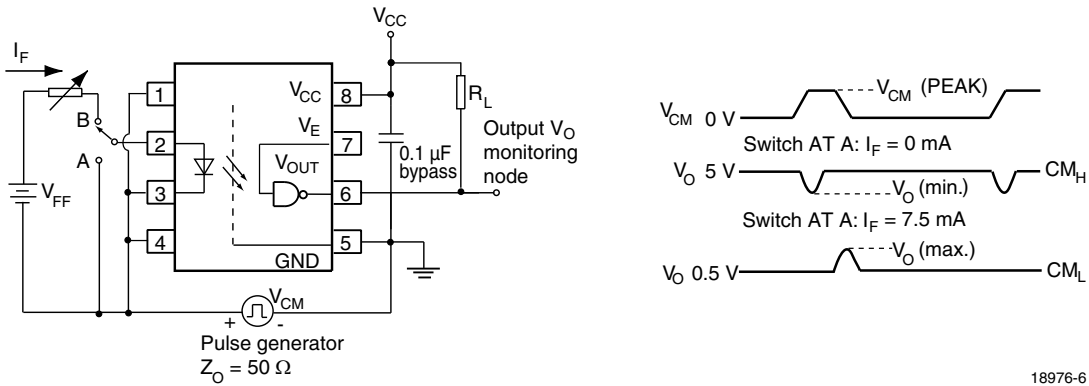 V_CC
I_F
R_L
B
A
V_FF
1
2
3
4
V_CC
V_E
V_OUT
GND
8
7
6
5
0.1 µF
bypass
Output V_O
monitoring
node
V_CM
+ -
Pulse generator
Z_O = 50 Ω
V_CM (PEAK)
V_CM 0 V
Switch AT A: I_F = 0 mA
V_O 5 V
CM_H
V_O (min.)
Switch AT A: I_F = 7.5 mA
V_O (max.)
V_O 0.5 V
CM_L
18976-6